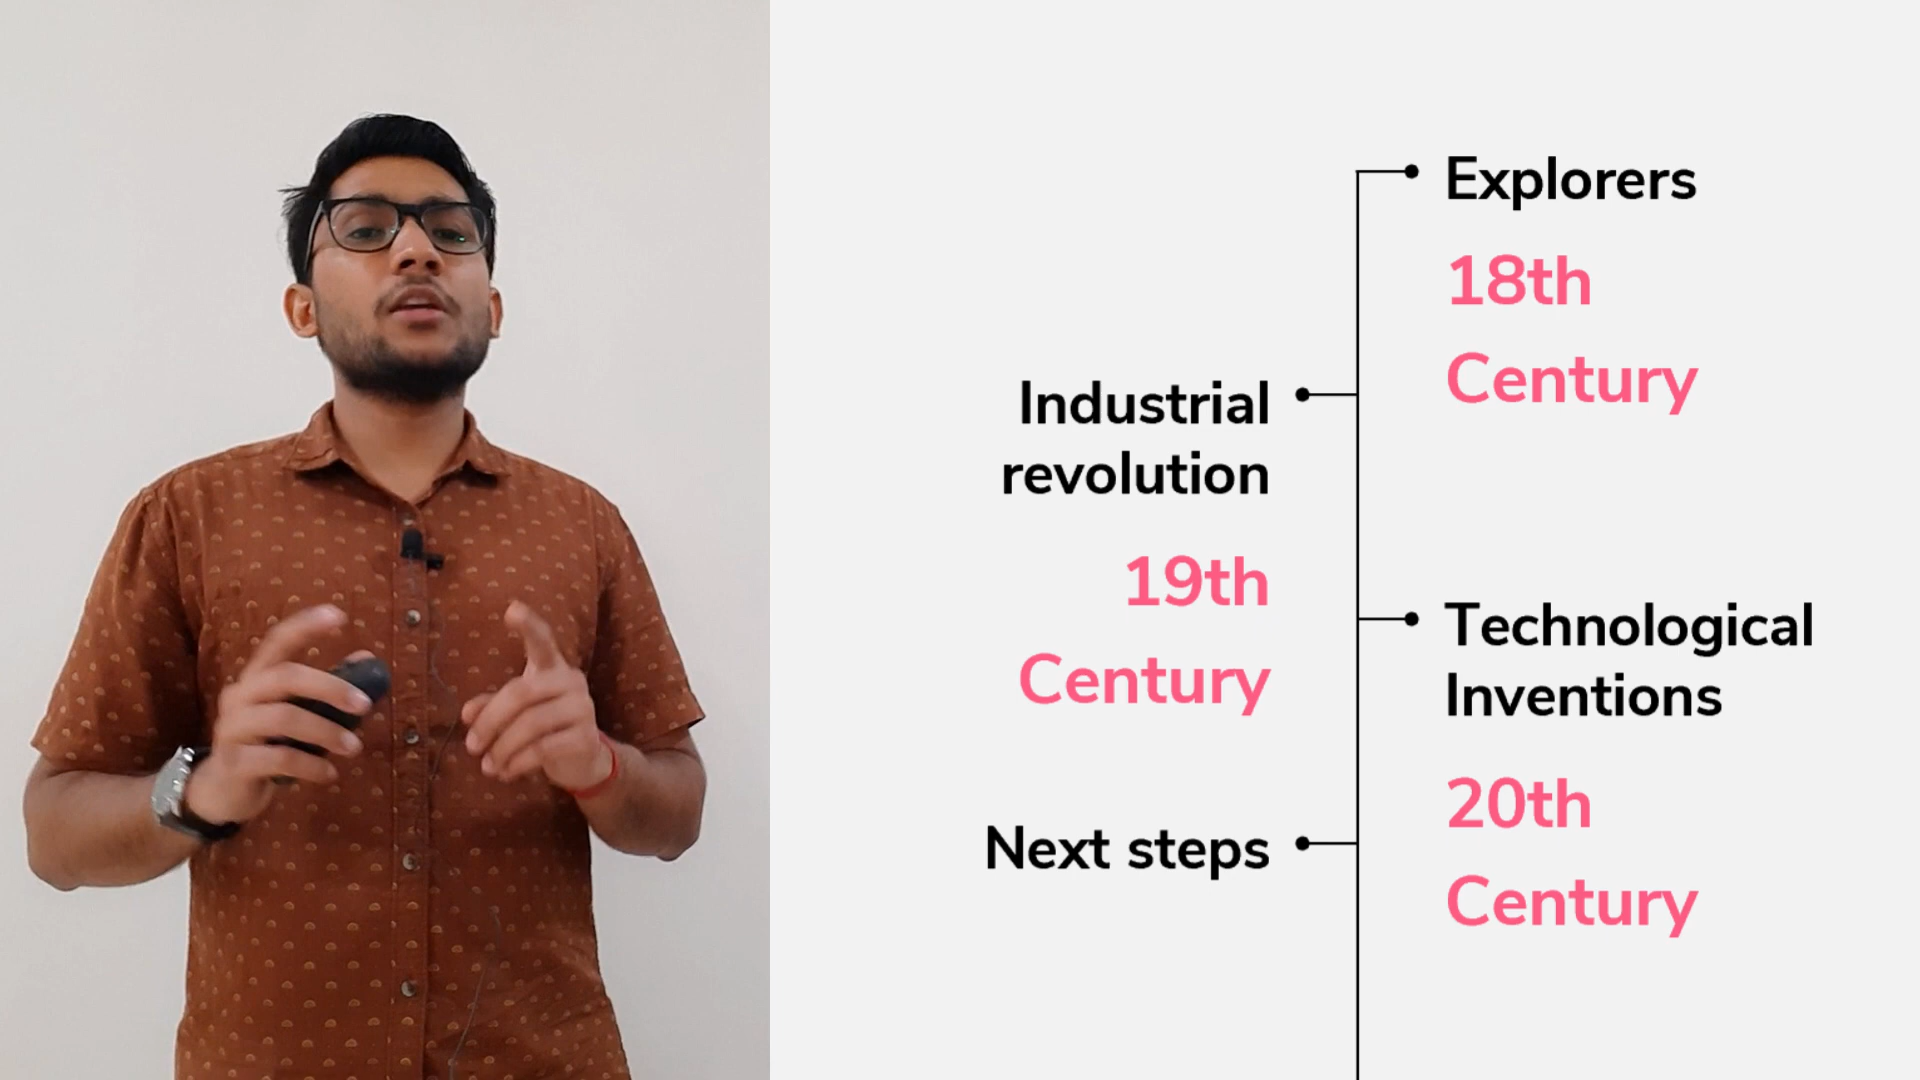 Explorers
18th
Century
Industrial
revolution
19th
Century
Technological
Inventions
20th
Century
Next steps